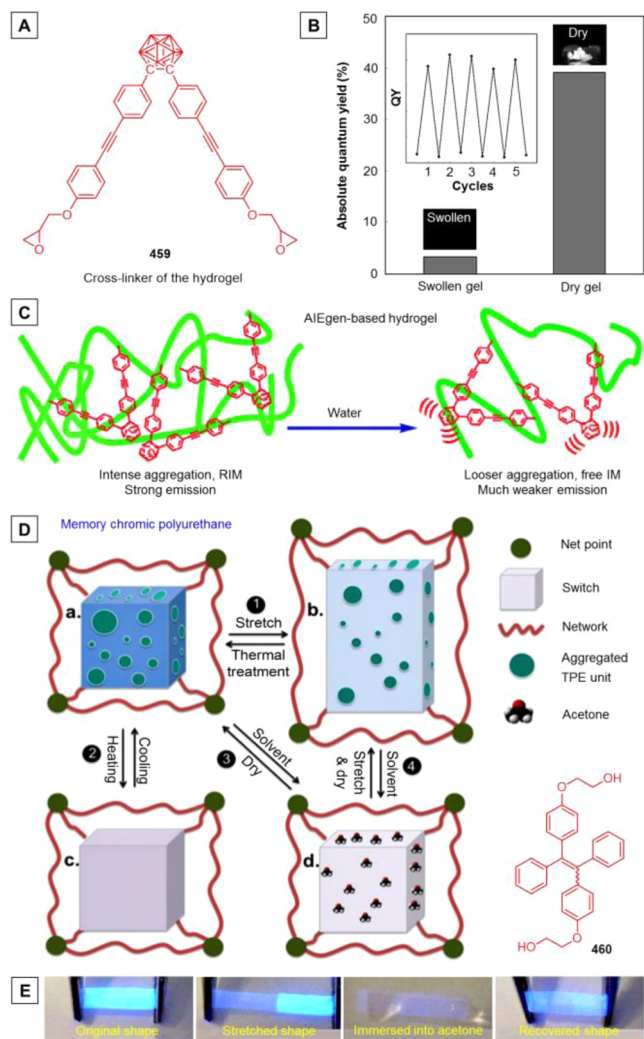 A
C C
O
O
O
O
459
Cross-linker of the hydrogel
B
Absolute quantum yield (%)
50
40
30
20
10
0
QY
1 2 3 4 5
Cycles
Dry
Swollen
Swollen gel
Dry gel
C
AIEgen-based hydrogel
Water
Intense aggregation, RIM
Strong emission
Looser aggregation, free IM
Much weaker emission
D
Memory chromic polyurethane
a.
1
Stretch
Thermal
treatment
b.
2
Heating
Cooling
3
Solvent
Dry
4
Stretch
& dry
Solvent
c.
d.
Net point
Switch
Network
Aggregated
TPE unit
Acetone
OH
O
O
HO
460
E
Original shape
Stretched shape
Immersed into acetone
Recovered shape